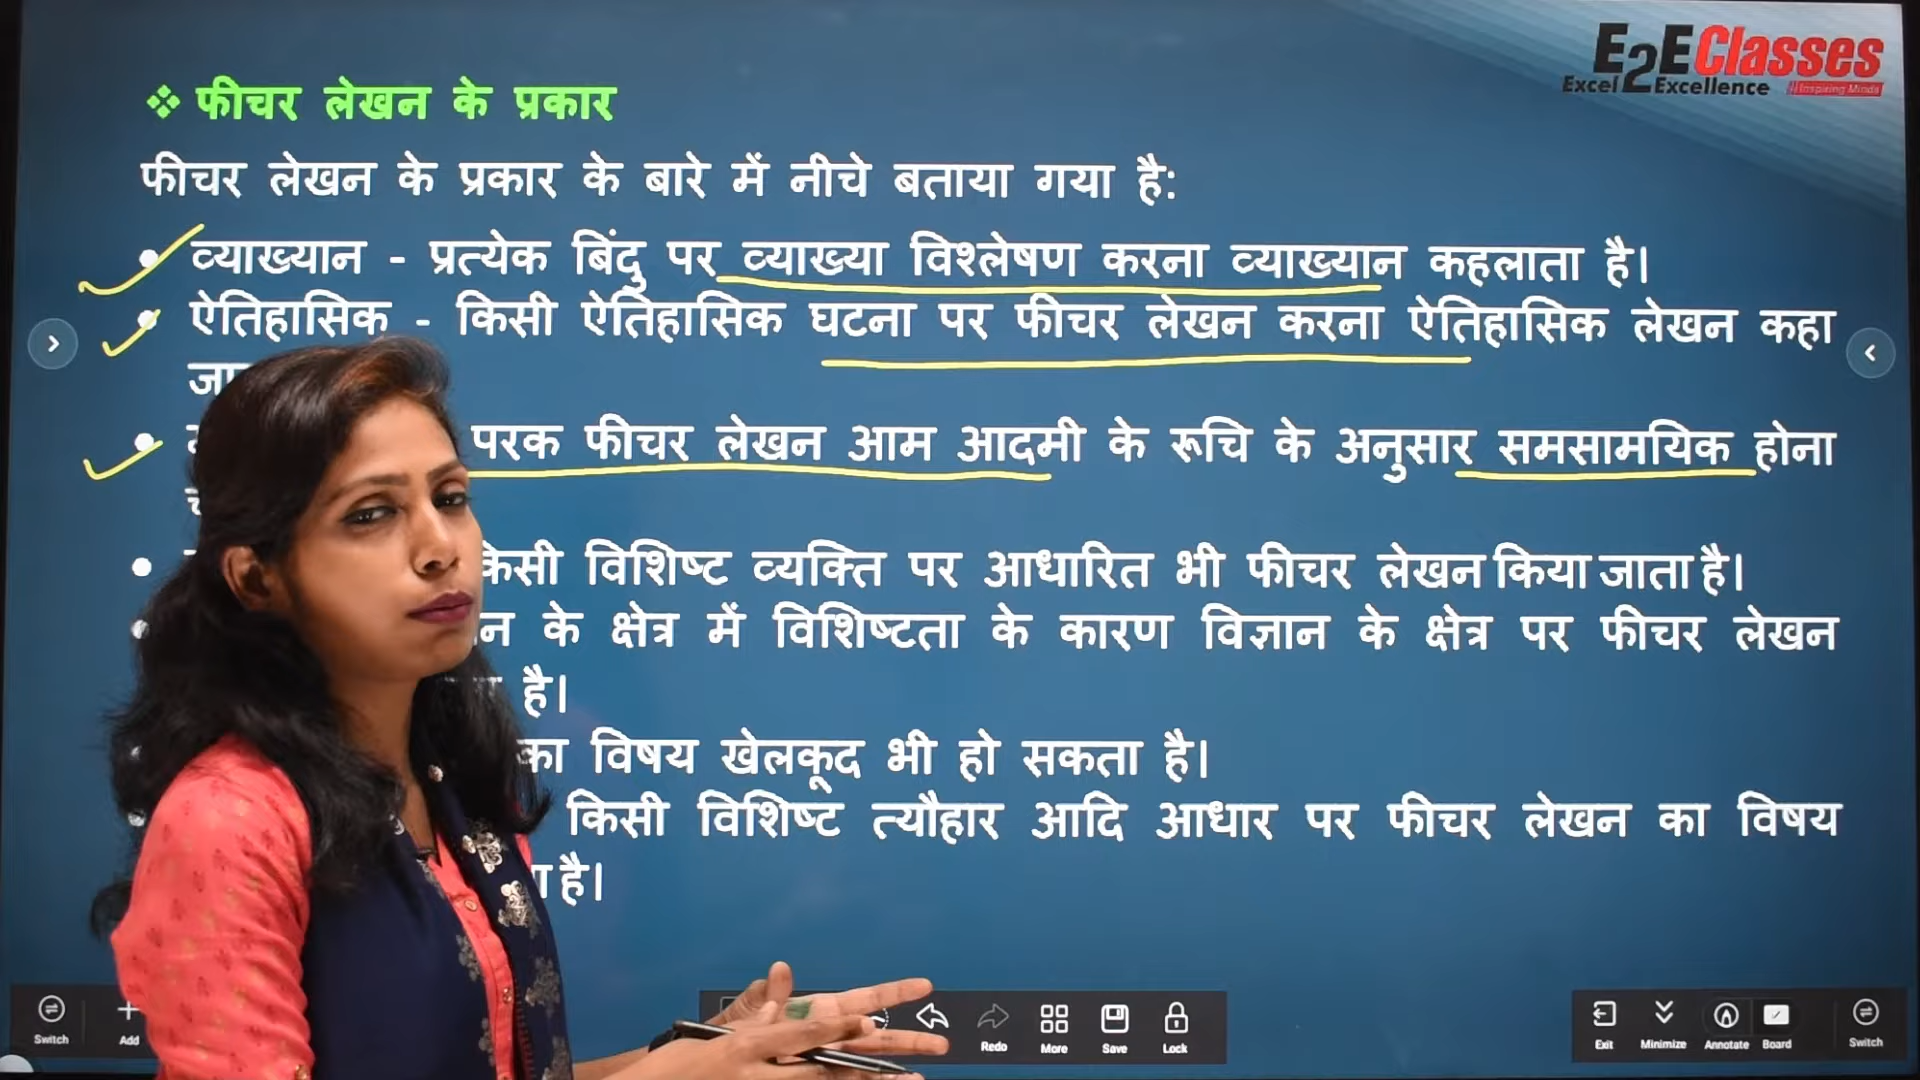 E2EClasses
Excel Excellence Inspiring Minds
❖ फीचर लेखन के प्रकार
फीचर लेखन के प्रकार के बारे में नीचे बताया गया है:
• व्याख्यान - प्रत्येक बिंदु पर व्याख्या विश्लेषण करना व्याख्यान कहलाता है।
• ऐतिहासिक - किसी ऐतिहासिक घटना पर फीचर लेखन करना ऐतिहासिक लेखन कहा
परक फीचर लेखन आम आदमी के रूचि के अनुसार समसामयिक होना
किसी विशिष्ट व्यक्ति पर आधारित भी फीचर लेखन किया जाता है।
के क्षेत्र में विशिष्टता के कारण विज्ञान के क्षेत्र पर फीचर लेखन
है।
का विषय खेलकूद भी हो सकता है।
किसी विशिष्ट त्यौहार आदि आधार पर फीचर लेखन का विषय
है।
Switch Add Redo More Save Lock Exit Minimize Annotate Board Switch